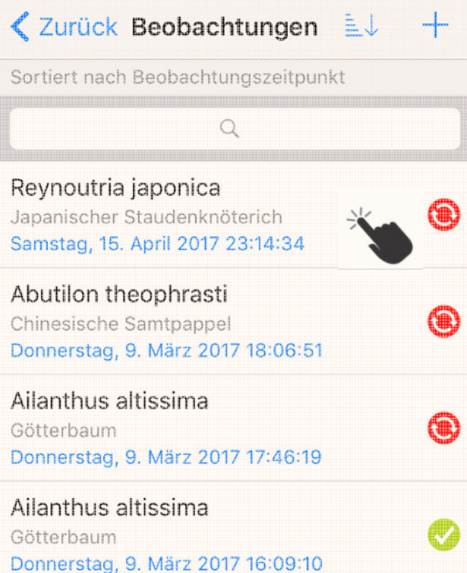 Zurück Beobachtungen
Sortiert nach Beobachtungszeitpunkt
Reynoutria japonica
Japanischer Staudenknöterich
Samstag, 15. April 2017 23:14:34
Abutilon theophrasti
Chinesische Samtpappel
Donnerstag, 9. März 2017 18:06:51
Ailanthus altissima
Götterbaum
Donnerstag, 9. März 2017 17:46:19
Ailanthus altissima
Götterbaum
Donnerstag, 9. März 2017 16:09:10